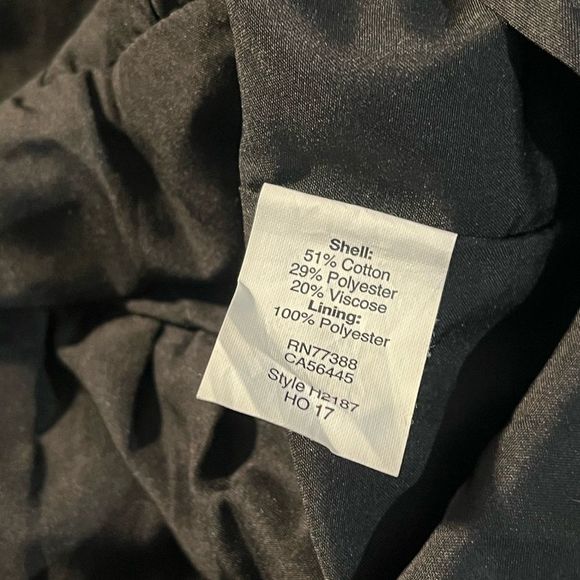 Shell:
51% Cotton
29% Polyester
20% Viscose
Lining:
100% Polyester
RN77388
CA56445
Style H2187
HO 17